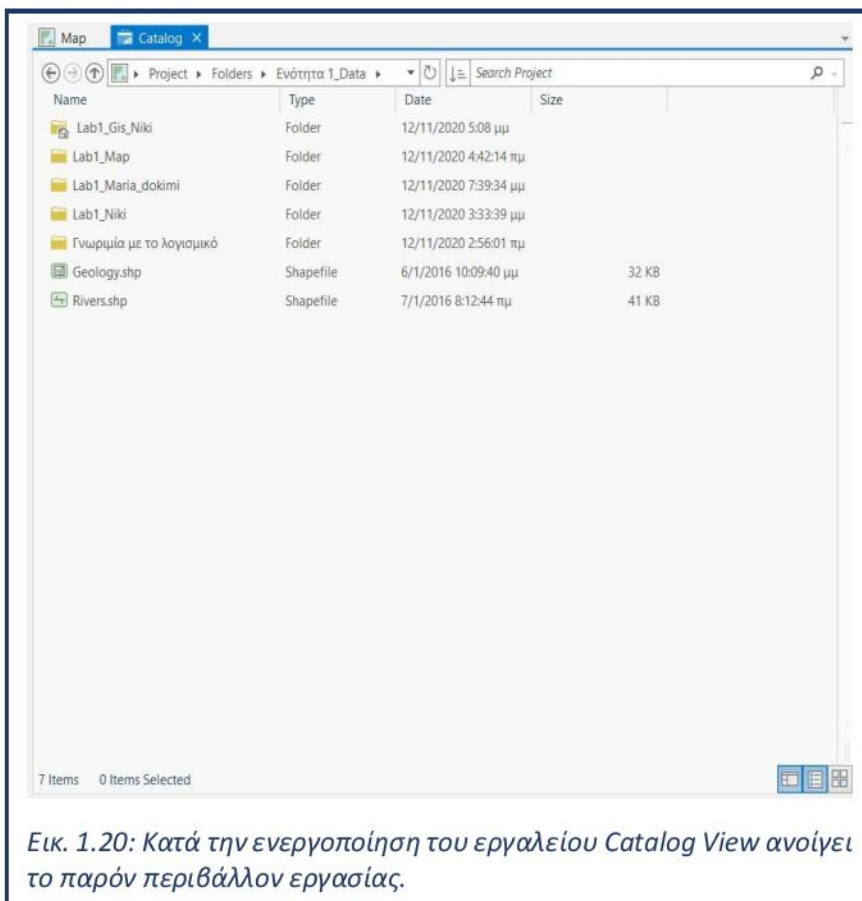 Map Catalog
Project Folders Ενότητα 1_Data Search Project
Name Type Date Size
Lab1_Gis_Niki Folder 12/11/2020 5:08 μμ
Lab1_Map Folder 12/11/2020 4:42:14 πμ
Lab1_Maria_dokimi Folder 12/11/2020 7:39:34 μμ
Lab1_Niki Folder 12/11/2020 3:33:39 μμ
Γνωριμία με το λογισμικό Folder 12/11/2020 2:56:01 πμ
Geology.shp Shapefile 6/1/2016 10:09:40 μμ 32 KB
Rivers.shp Shapefile 7/1/2016 8:12:44 πμ 41 KB
7 Items 0 Items Selected
Εικ. 1.20: Κατά την ενεργοποίηση του εργαλείου Catalog View ανοίγει
το παρόν περιβάλλον εργασίας.